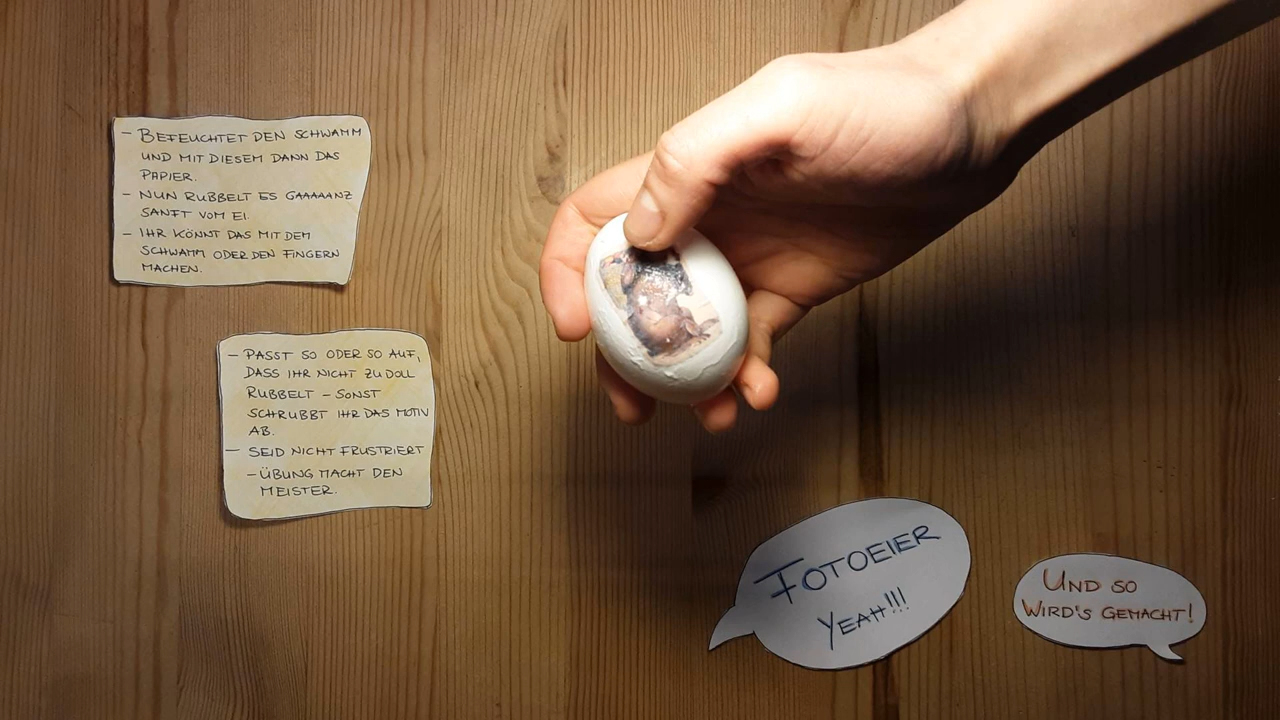 - BEFEUCHTET DEN SCHWAMM
UND MIT DIESEM DANN DAS
PAPIER.
- NUN RUBBELT ES GAAAAANZ
SANFT VOM EI.
- IHR KÖNNT DAS MIT DEM
SCHWAMM ODER DEN FINGERN
MACHEN.
- PASST SO ODER SO AUF,
DASS IHR NICHT ZU DOLL
RUBBELT - SONST
SCHRUBBT IHR DAS MOTIV
AB.
- SEID NICHT FRUSTRIERT
- ÜBUNG MACHT DEN
MEISTER.
FOTOEIER
YEAH!!!
UND SO
WIRD'S GEMACHT!